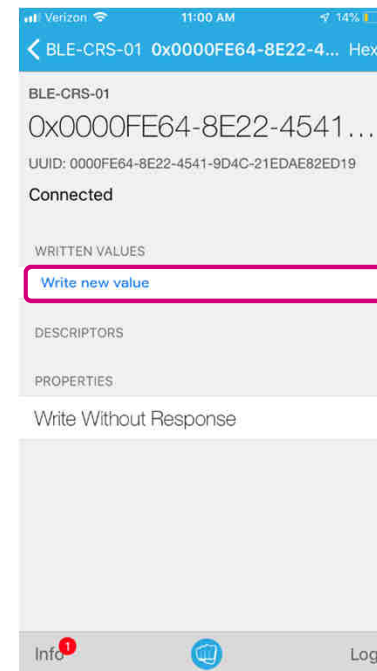 Verizon 11:00 AM 14%
BLE-CRS-01 0x0000FE64-8E22-4... Hex
BLE-CRS-01
0x0000FE64-8E22-4541...
UUID: 0000FE64-8E22-4541-9D4C-21EDAE82ED19
Connected
WRITTEN VALUES
Write new value
DESCRIPTORS
PROPERTIES
Write Without Response
Info 1 Log